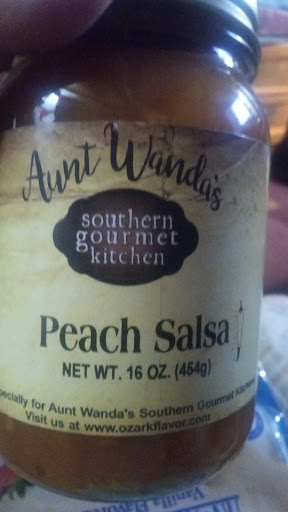 Aunt Wanda's
southern
gourmet
kitchen
Peach Salsa
NET WT. 16 OZ. (454g)
for Aunt Wanda's Southern Gourmet
Visit us at www.ozarkflavor.com
Vanilla